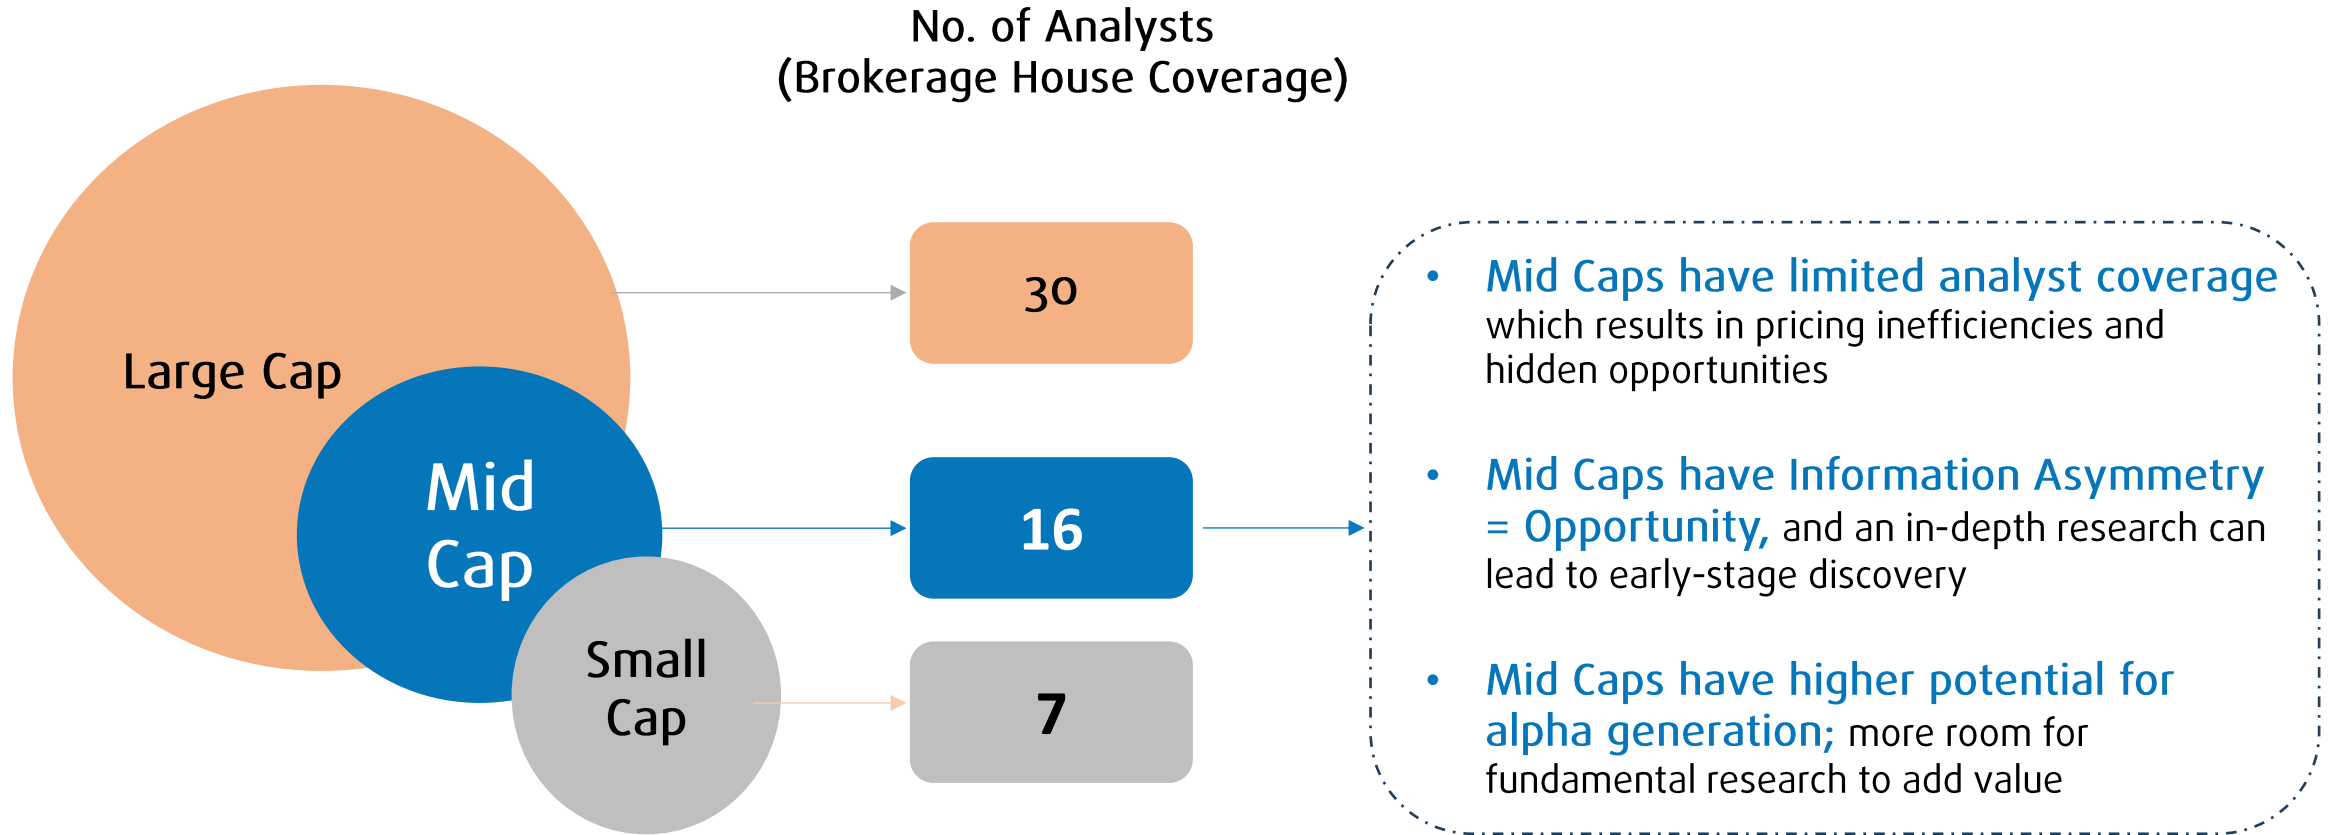 No. of Analysts
(Brokerage House Coverage)
Large Cap
Mid
Cap
Small
Cap
30
16
7
• Mid Caps have limited analyst coverage
which results in pricing inefficiencies and
hidden opportunities
• Mid Caps have Information Asymmetry
= Opportunity, and an in-depth research can
lead to early-stage discovery
• Mid Caps have higher potential for
alpha generation; more room for
fundamental research to add value